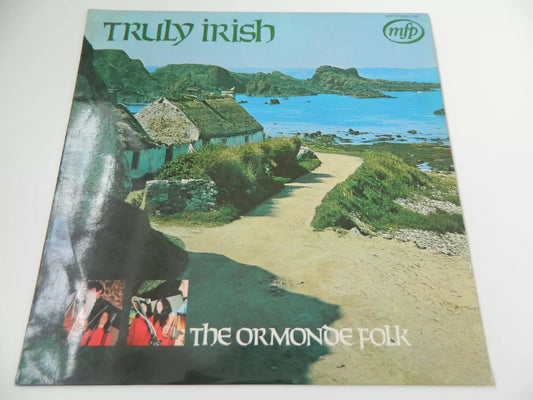 TRULY IRISH
mfp
THE ORMONDE FOLK